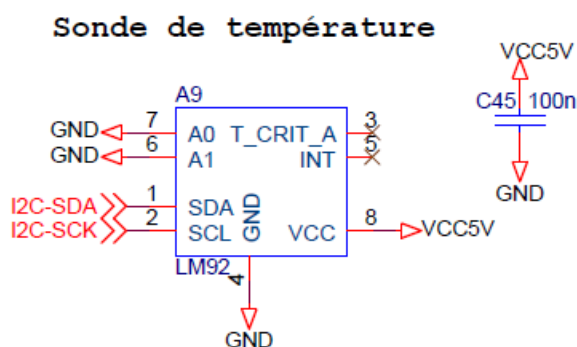 Sonde de température
VCC5V
A9
C45 100n
GND 7 A0 T_CRIT_A 3
GND 6 A1 INT 5
GND
I2C-SDA 1 SDA
I2C-SCK 2 SCL GND VCC 8 VCC5V
LM92
4
GND